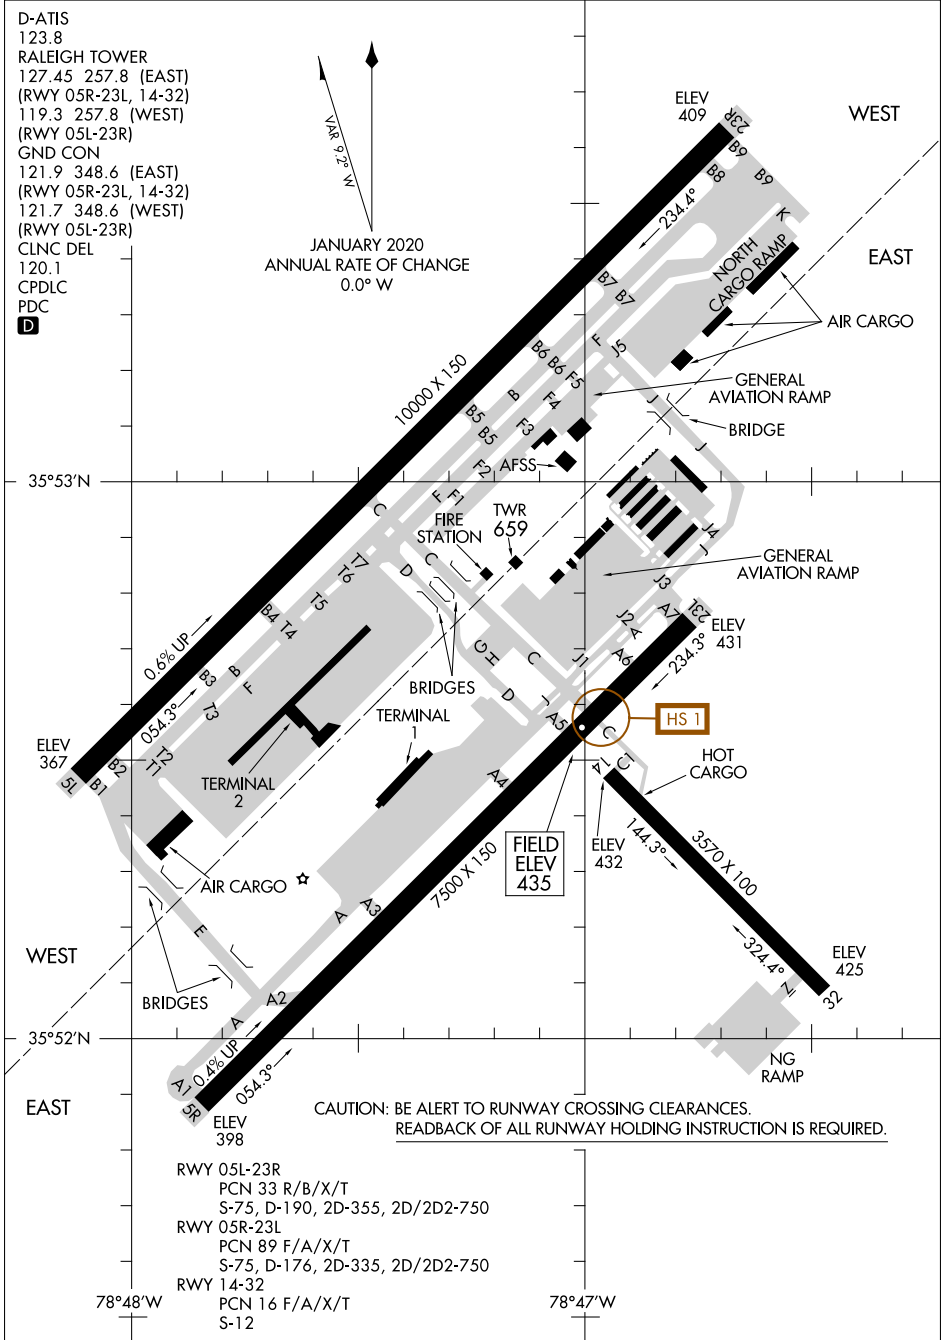 D-ATIS
123.8
RALEIGH TOWER
127.45 257.8 (EAST)
(RWY 05R-23L, 14-32)
119.3 257.8 (WEST)
(RWY 05L-23R)
GND CON
121.9 348.6 (EAST)
(RWY 05R-23L, 14-32)
121.7 348.6 (WEST)
(RWY 05L-23R)
CLNC DEL
120.1
CPDLC
PDC
D
VAR 9.2° W
JANUARY 2020
ANNUAL RATE OF CHANGE
0.0° W
ELEV
409
23R
WEST
EAST
B9
B9
B8
K
234.4°
NORTH
CARGO RAMP
AIR CARGO
B7
B7
F
J5
B6
B6
F5
B
F4
GENERAL
AVIATION RAMP
J
BRIDGE
J
10000 X 150
B5
B5
F3
F2
AFSS
35°53'N
C
F
F1
FIRE
STATION
TWR
659
J4
J
GENERAL
AVIATION RAMP
J3
T7
T6
D
C
T5
B4
T4
J2
A
A7
23L
ELEV
431
A6
234.3°
0.6% UP
B
F
B3
T3
054.3°
BRIDGES
G
H
C
J1
D
J
A5
C
HS 1
TERMINAL
1
ELEV
367
5L
B1
B2
T2
T1
TERMINAL
2
A4
14
C1
HOT
CARGO
ELEV
432
FIELD
ELEV
435
144.3°
3570 X 100
7500 X 150
AIR CARGO
A
A3
E
WEST
BRIDGES
A2
A
324.4°
ELEV
425
32
Z
35°52'N
NG
RAMP
0.4% UP
054.3°
A1
5R
ELEV
398
EAST
CAUTION: BE ALERT TO RUNWAY CROSSING CLEARANCES.
READBACK OF ALL RUNWAY HOLDING INSTRUCTION IS REQUIRED.
RWY 05L-23R
PCN 33 R/B/X/T
S-75, D-190, 2D-355, 2D/2D2-750
RWY 05R-23L
PCN 89 F/A/X/T
S-75, D-176, 2D-335, 2D/2D2-750
RWY 14-32
PCN 16 F/A/X/T
S-12
78°48'W
78°47'W